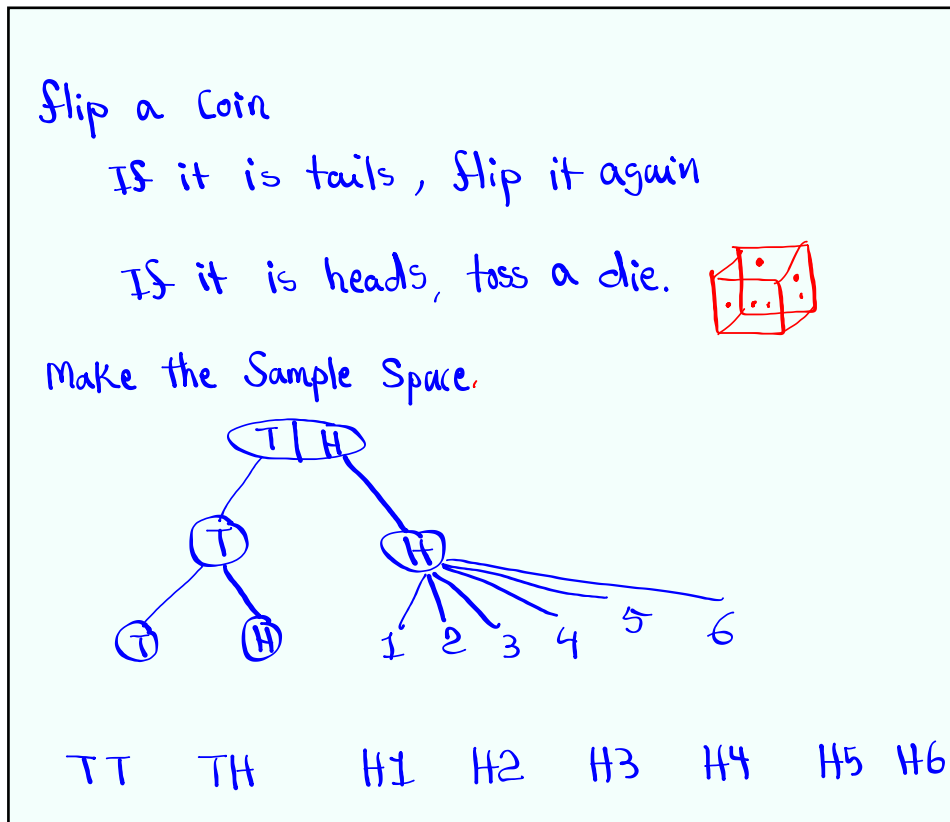 flip a coin
If it is tails, flip it again
If it is heads, toss a die.
Make the Sample Space.
T H
T H
T H 1 2 3 4 5 6
TT TH H1 H2 H3 H4 H5 H6